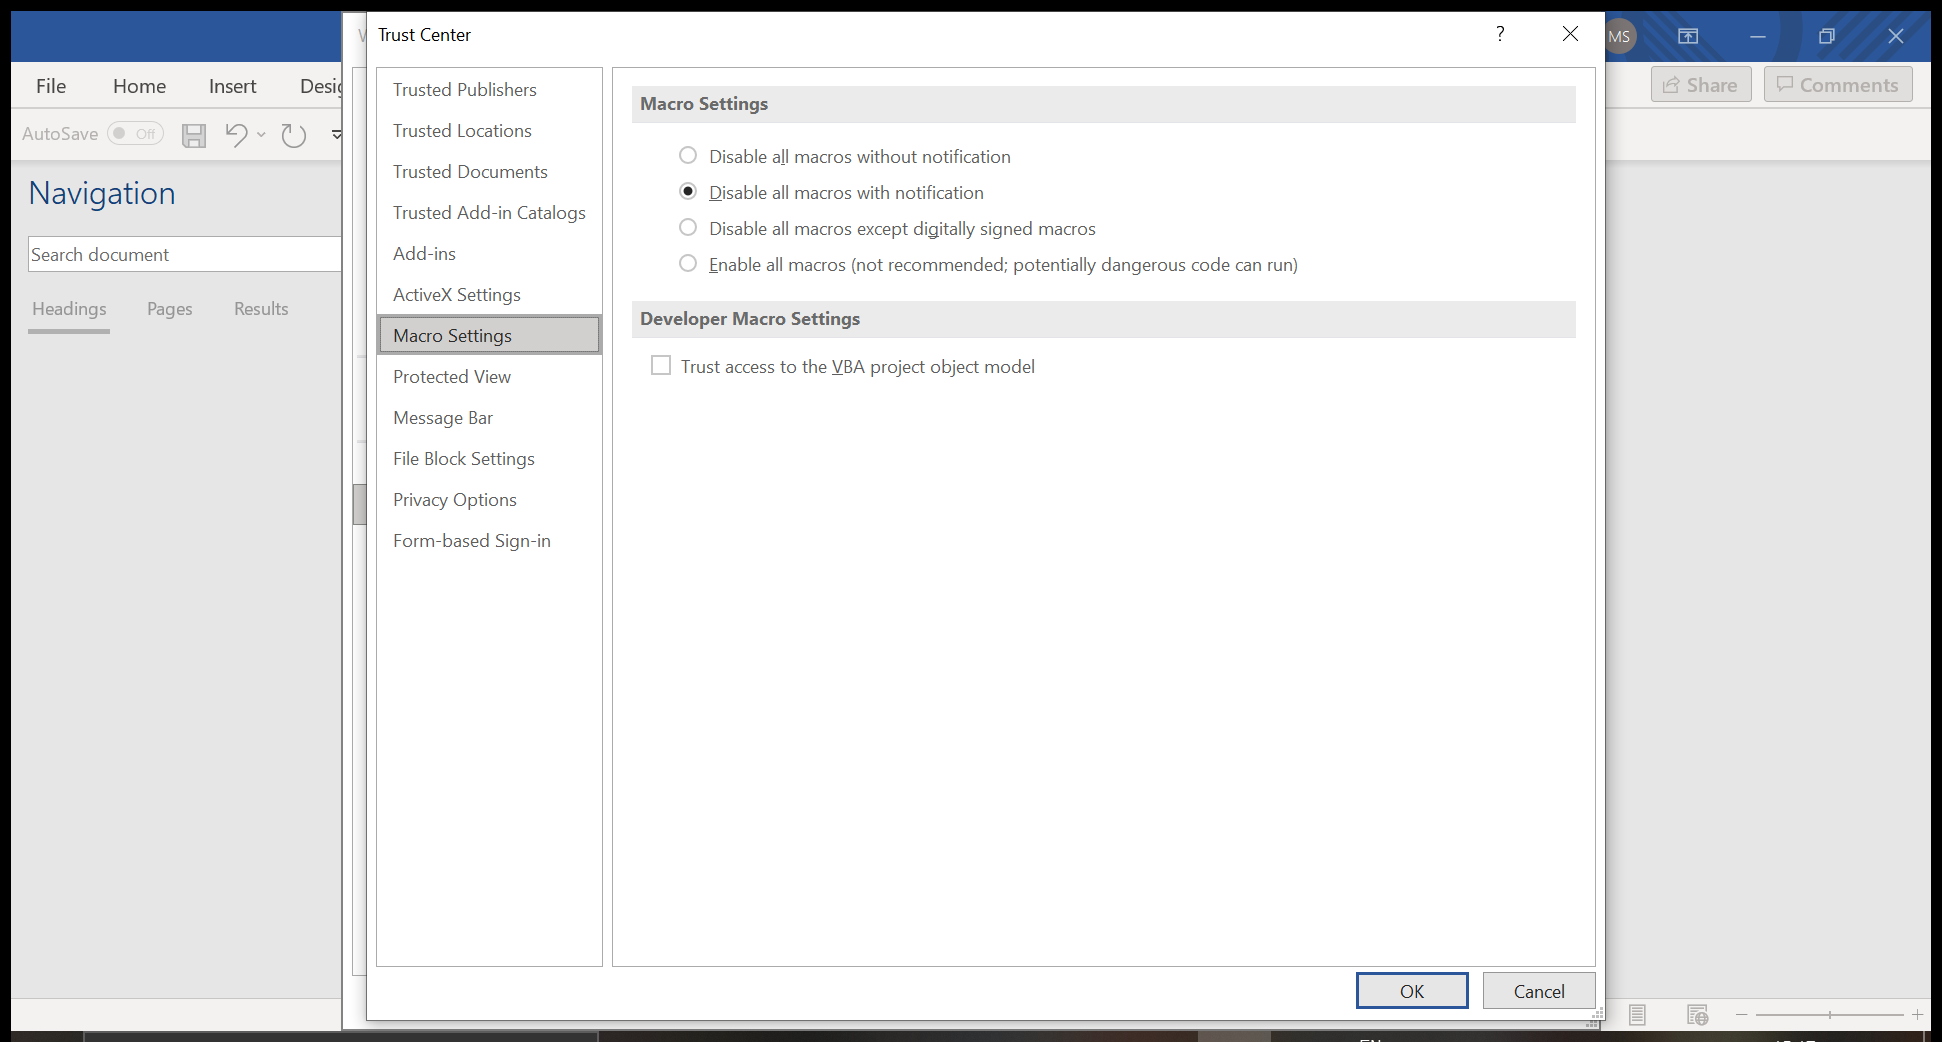 Trust Center
?
MS
File Home Insert
Share Comments
AutoSave Off
Navigation
Search document
Headings Pages Results
Trusted Publishers
Trusted Locations
Trusted Documents
Trusted Add-in Catalogs
Add-ins
ActiveX Settings
Macro Settings
Protected View
Message Bar
File Block Settings
Privacy Options
Form-based Sign-in
Macro Settings
Disable all macros without notification
Disable all macros with notification
Disable all macros except digitally signed macros
Enable all macros (not recommended; potentially dangerous code can run)
Developer Macro Settings
Trust access to the VBA project object model
OK Cancel